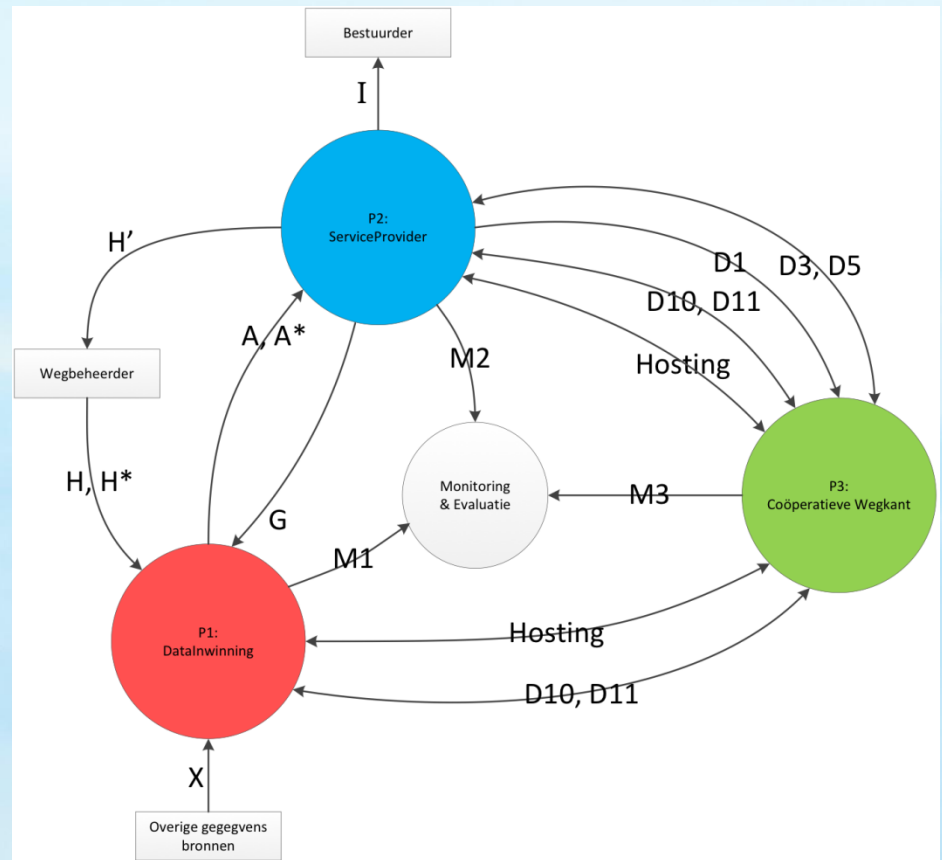 Bestuurder
I
P2:
ServiceProvider
H’
D1
D3, D5
D10, D11
A, A*
M2
Hosting
Wegbeheerder
H, H*
Monitoring
& Evaluatie
M3
P3:
Coöperatieve Wegkant
G
M1
P1:
DataInwinning
Hosting
D10, D11
X
Overige gegegvens
bronnen